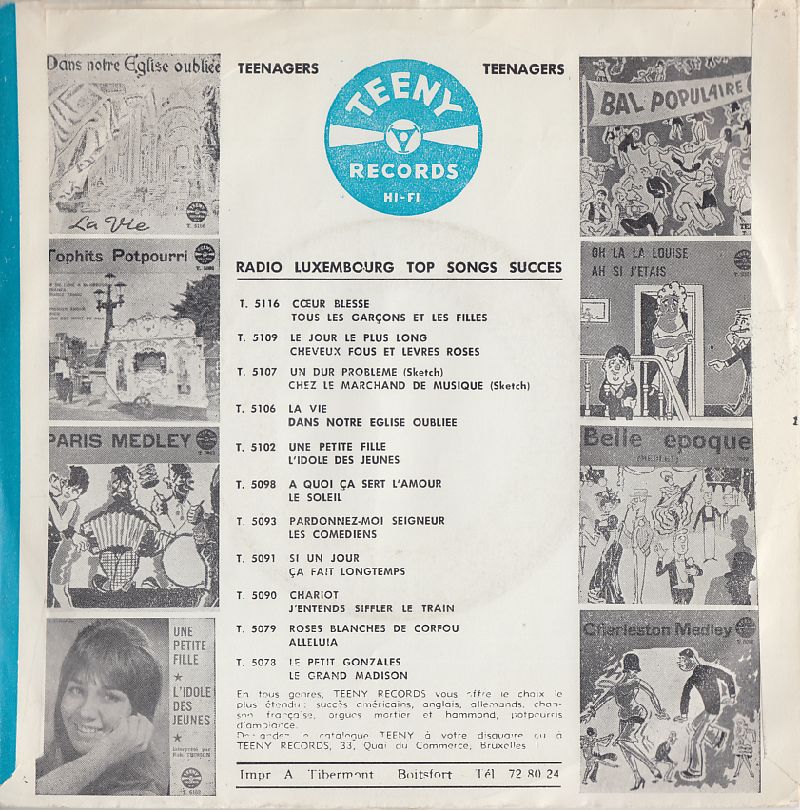 TEENAGERS
TEENAGERS
TEENY
RECORDS
HI-FI
Dans notre Eglise oubliée
La Vie
Tophits Potpourri
PARIS MEDLEY
UNE
PETITE
FILLE
★
L'IDOLE
DES
JEUNES
★
RADIO LUXEMBOURG TOP SONGS SUCCES
T. 5116 CŒUR BLESSE
TOUS LES GARÇONS ET LES FILLES
T. 5109 LE JOUR LE PLUS LONG
CHEVEUX FOUS ET LEVRES ROSES
T. 5107 UN DUR PROBLEME (Sketch)
CHEZ LE MARCHAND DE MUSIQUE (Sketch)
T. 5106 LA VIE
DANS NOTRE EGLISE OUBLIEE
T. 5102 UNE PETITE FILLE
L'IDOLE DES JEUNES
T. 5098 A QUOI ÇA SERT L'AMOUR
LE SOLEIL
T. 5093 PARDONNEZ-MOI SEIGNEUR
LES COMEDIENS
T. 5091 SI UN JOUR
ÇA FAIT LONGTEMPS
T. 5090 CHARIOT
J'ENTENDS SIFFLER LE TRAIN
T. 5079 ROSES BLANCHES DE CORFOU
ALLELUIA
T. 5078 LE PETIT GONZALES
LE GRAND MADISON
En tous genres, TEENY RECORDS vous offre le choix le
plus étendu: succès américains, anglais, allemands, chan-
son française, orgues mortier et hammond, potpourris
d'ambiance.
Demandez le catalogue TEENY à votre disquaire ou à
TEENY RECORDS, 33, Quai du Commerce, Bruxelles 1
Impr A Tibermont Boitsfort Tél 72 80 24
BAL POPULAIRE
OH LA LA LOUISE
AH SI J'ETAIS
Belle epoque
Charleston Medley